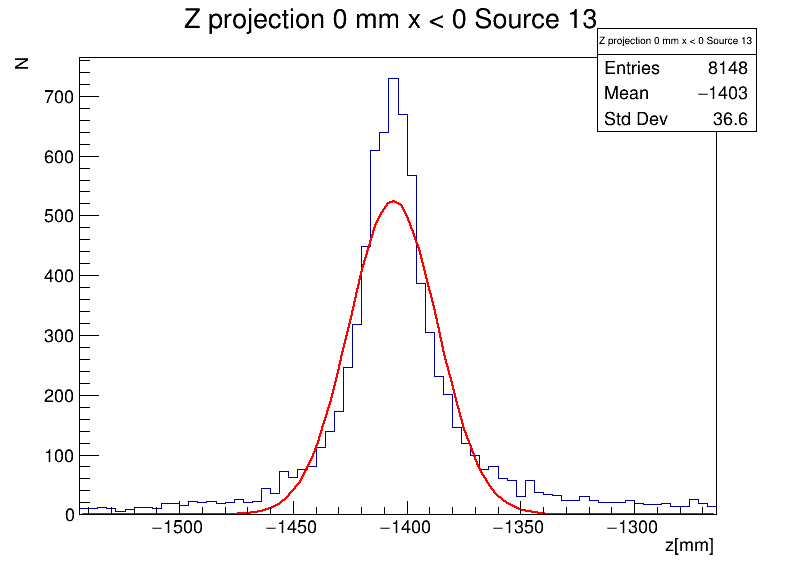 Z projection 0 mm x < 0 Source 13
Z projection 0 mm x < 0 Source 13
Entries 8148
Mean −1403
Std Dev 36.6
N
700
600
500
400
300
200
100
0
−1500 −1450 −1400 −1350 −1300
z[mm]